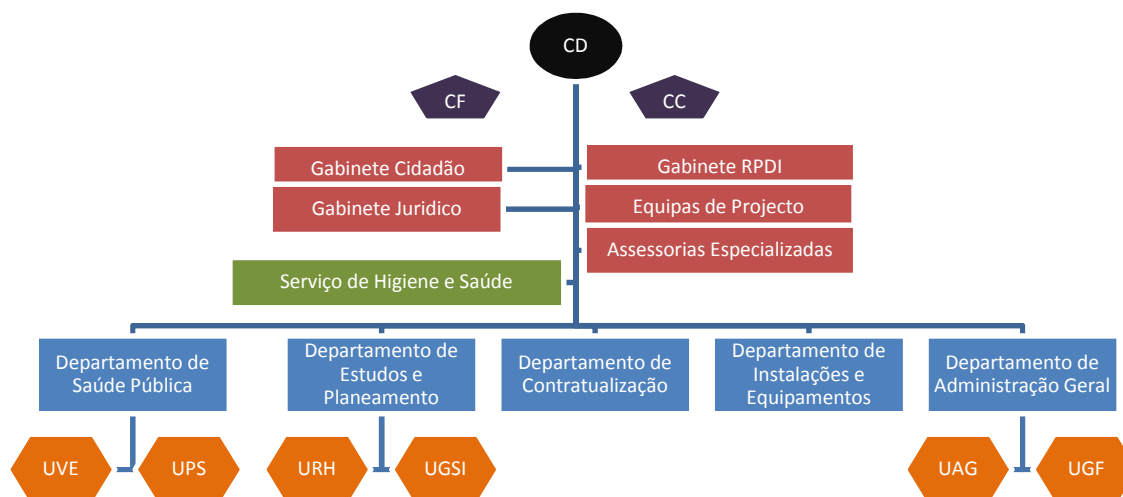 CD
CF
CC
Gabinete Cidadão
Gabinete RPDI
Gabinete Juridico
Equipas de Projecto
Assessorias Especializadas
Serviço de Higiene e Saúde
Departamento de
Saúde Pública
Departamento de
Estudos e
Planeamento
Departamento de
Contratualização
Departamento de
Instalações e
Equipamentos
Departamento de
Administração Geral
UVE
UPS
URH
UGSI
UAG
UGF